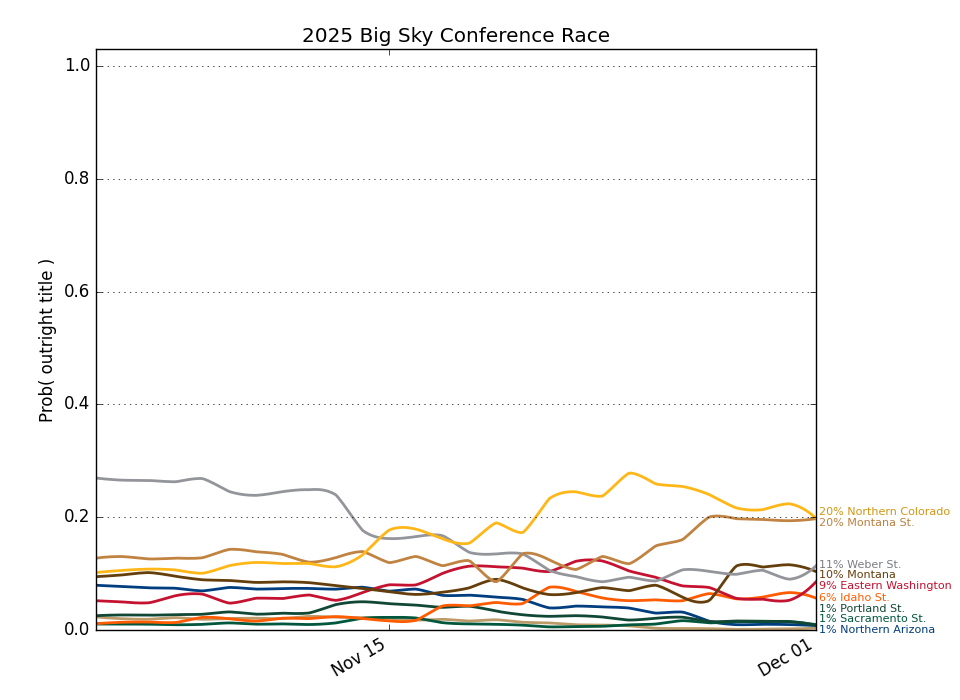 2025 Big Sky Conference Race
Prob( outright title )
1.0
0.8
0.6
0.4
0.2
0.0
Nov 15
Dec 01
20% Northern Colorado
20% Montana St.
11% Weber St.
10% Montana
9% Eastern Washington
6% Idaho St.
1% Portland St.
1% Sacramento St.
1% Northern Arizona